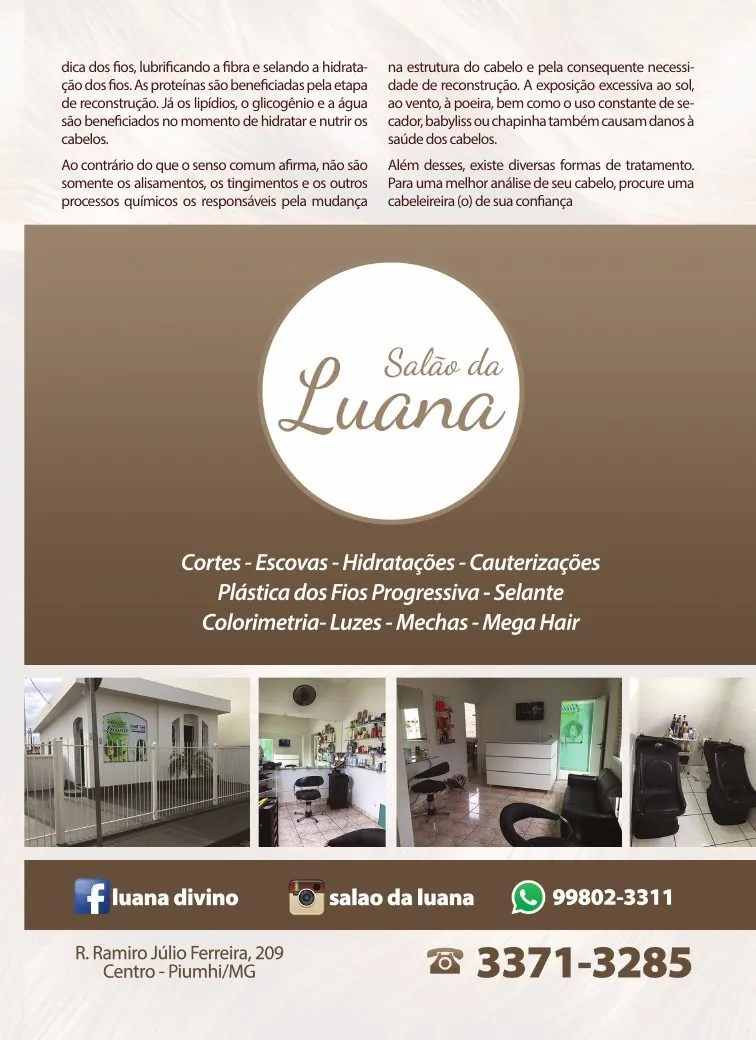 dica dos fios, lubrificando a fibra e selando a hidrata-
ção dos fios. As proteínas são beneficiadas pela etapa
de reconstrução. Já os lipídios, o glicogênio e a água
são beneficiados no momento de hidratar e nutrir os
cabelos.
Ao contrário do que o senso comum afirma, não são
somente os alisamentos, os tingimentos e os outros
processos químicos os responsáveis pela mudança
na estrutura do cabelo e pela consequente necessi-
dade de reconstrução. A exposição excessiva ao sol,
ao vento, à poeira, bem como o uso constante de se-
cador, babyliss ou chapinha também causam danos à
saúde dos cabelos.
Além desses, existe diversas formas de tratamento.
Para uma melhor análise de seu cabelo, procure uma
cabeleireira (o) de sua confiança
Salão da
Luana
Cortes - Escovas - Hidratações - Cauterizações
Plástica dos Fios Progressiva - Selante
Colorimetria- Luzes - Mechas - Mega Hair
Luana
luana divino
salao da luana
99802-3311
R. Ramiro Júlio Ferreira, 209
Centro - Piumhi/MG
3371-3285